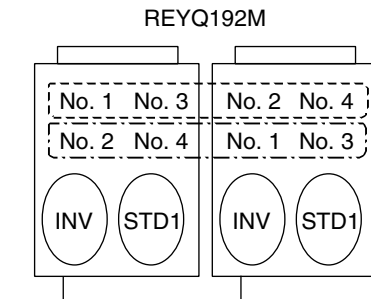 REYQ192M
No. 1 No. 3 No. 2 No. 4
No. 2 No. 4 No. 1 No. 3
INV STD1 INV STD1